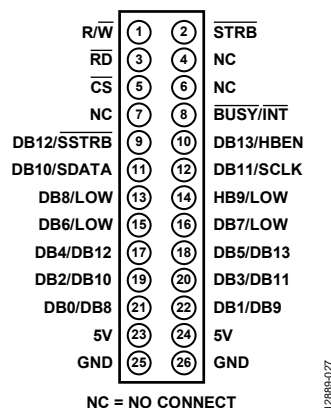 R/W 1 2 STRB
RD 3 4 NC
CS 5 6 NC
NC 7 8 BUSY/INT
DB12/SSTRB 9 10 DB13/HBEN
DB10/SDATA 11 12 DB11/SCLK
DB8/LOW 13 14 HB9/LOW
DB6/LOW 15 16 DB7/LOW
DB4/DB12 17 18 DB5/DB13
DB2/DB10 19 20 DB3/DB11
DB0/DB8 21 22 DB1/DB9
5V 23 24 5V
GND 25 26 GND
NC = NO CONNECT
12889-027